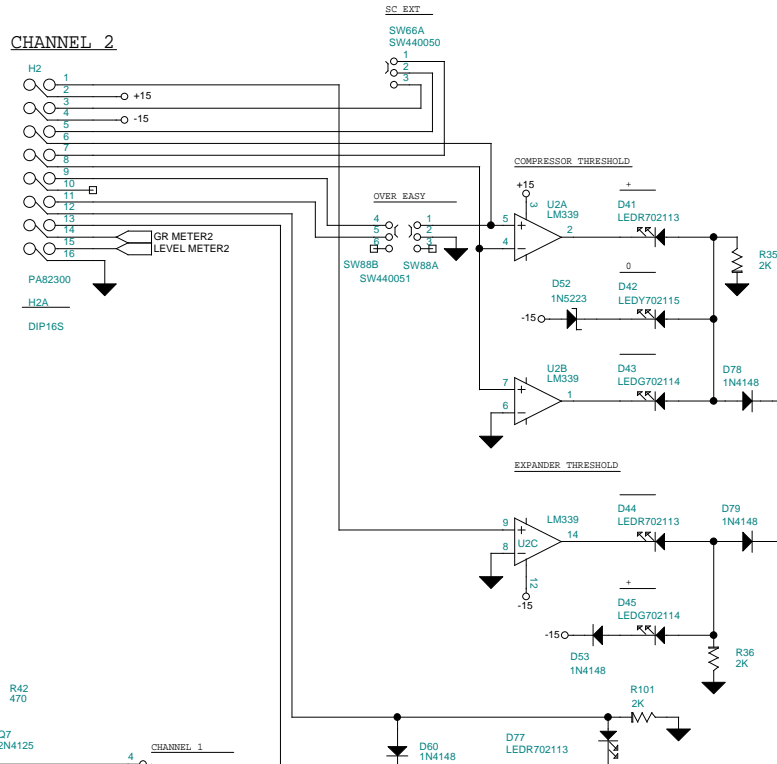 SC EXT
SW66A
SW440050
1
2
3
CHANNEL 2
H2
1
2
+15
3
4
-15
5
6
7
8
9
10
11
12
13
14
GR METER2
15
LEVEL METER2
16
PA82300
H2A
DIP16S
OVER EASY
4
5
6
1
2
3
SW88B
SW88A
SW440051
COMPRESSOR THRESHOLD
+15
3
U2A
LM339
5
+
4
-
2
+
D41
LEDR702113
R35
2K
D52
1N5223
-15
0
D42
LEDY702115
U2B
LM339
7
+
6
-
1
D43
LEDG702114
D78
1N4148
EXPANDER THRESHOLD
LM339
9
+
8
-
U2C
14
12
-15
D44
LEDR702113
D79
1N4148
+
D45
LEDG702114
-15
D53
1N4148
R36
2K
R101
2K
R42
470
Q7
2N4125
CHANNEL 1
4
D60
1N4148
D77
LEDR702113